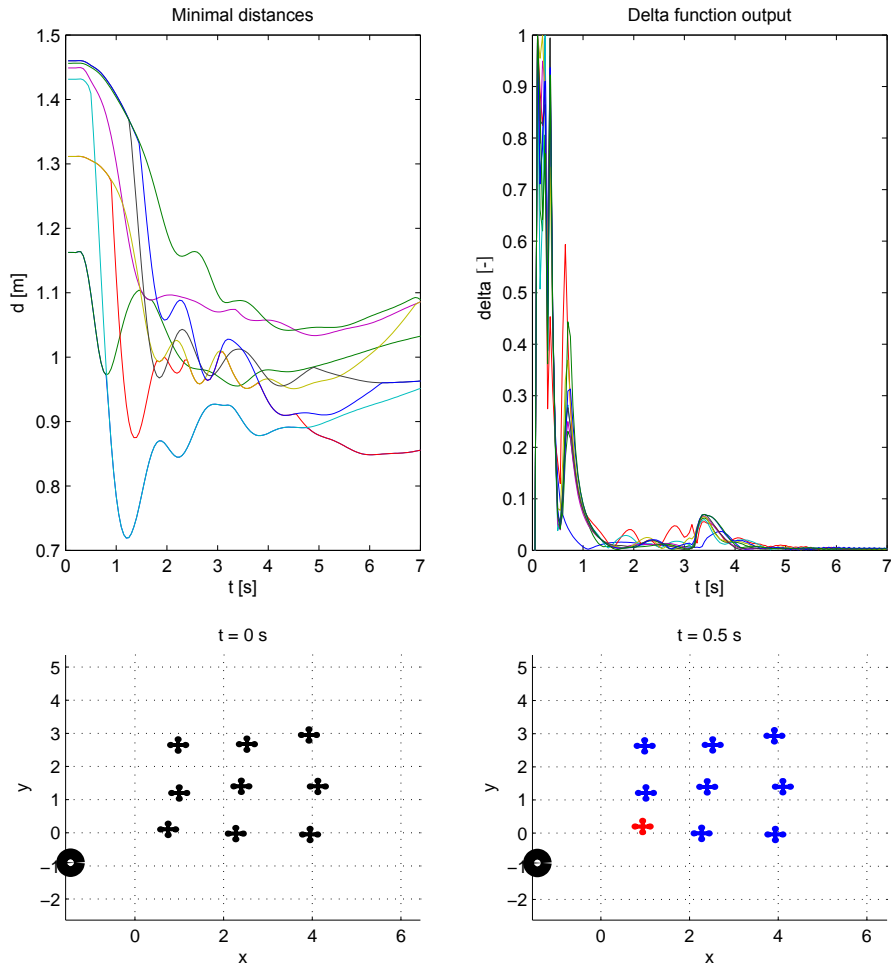 Minimal distances
1.5
1.4
1.3
1.2
1.1
1
0.9
0.8
0.7
d [m]
0 1 2 3 4 5 6 7
t [s]
Delta function output
1
0.9
0.8
0.7
0.6
0.5
0.4
0.3
0.2
0.1
0
delta [-]
0 1 2 3 4 5 6 7
t [s]
t = 0 s
5
4
3
2
1
0
−1
−2
y
0 2 4 6
x
t = 0.5 s
5
4
3
2
1
0
−1
−2
y
0 2 4 6
x